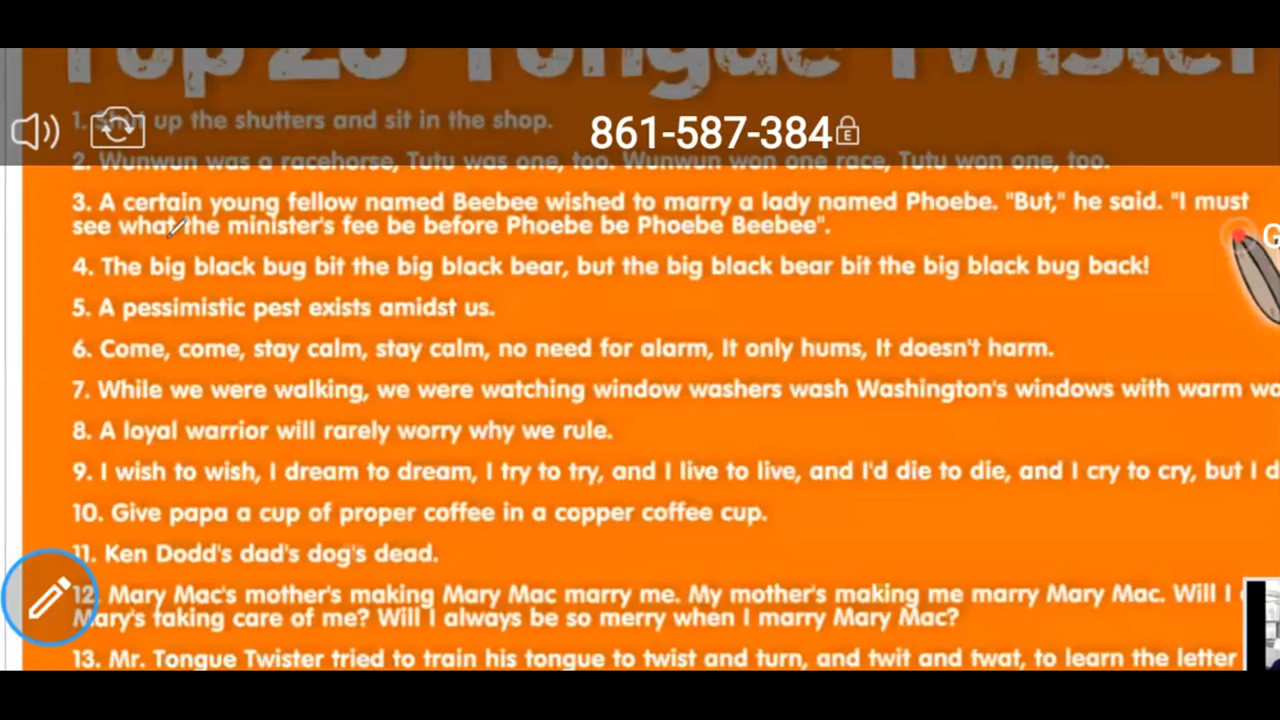 Top 20 Tongue Twister
1. Shut up the shutters and sit in the shop.
861-587-384
2. Wunwun was a racehorse, Tutu was one, too. Wunwun won one race, Tutu won one, too.
3. A certain young fellow named Beebee wished to marry a lady named Phoebe. "But," he said. "I must
see what the minister's fee be before Phoebe be Phoebe Beebee".
G
4. The big black bug bit the big black bear, but the big black bear bit the big black bug back!
5. A pessimistic pest exists amidst us.
6. Come, come, stay calm, stay calm, no need for alarm, It only hums, It doesn't harm.
7. While we were walking, we were watching window washers wash Washington's windows with warm
8. A loyal warrior will rarely worry why we rule.
9. I wish to wish, I dream to dream, I try to try, and I live to live, and I'd die to die, and I cry to cry, but I
10. Give papa a cup of proper coffee in a copper coffee cup.
11. Ken Dodd's dad's dog's dead.
12. Mary Mac's mother's making Mary Mac marry me. My mother's making me marry Mary Mac. Will I
Mary's taking care of me? Will I always be so merry when I marry Mary Mac?
13. Mr. Tongue Twister tried to train his tongue to twist and turn, and twit and twat, to learn the letter